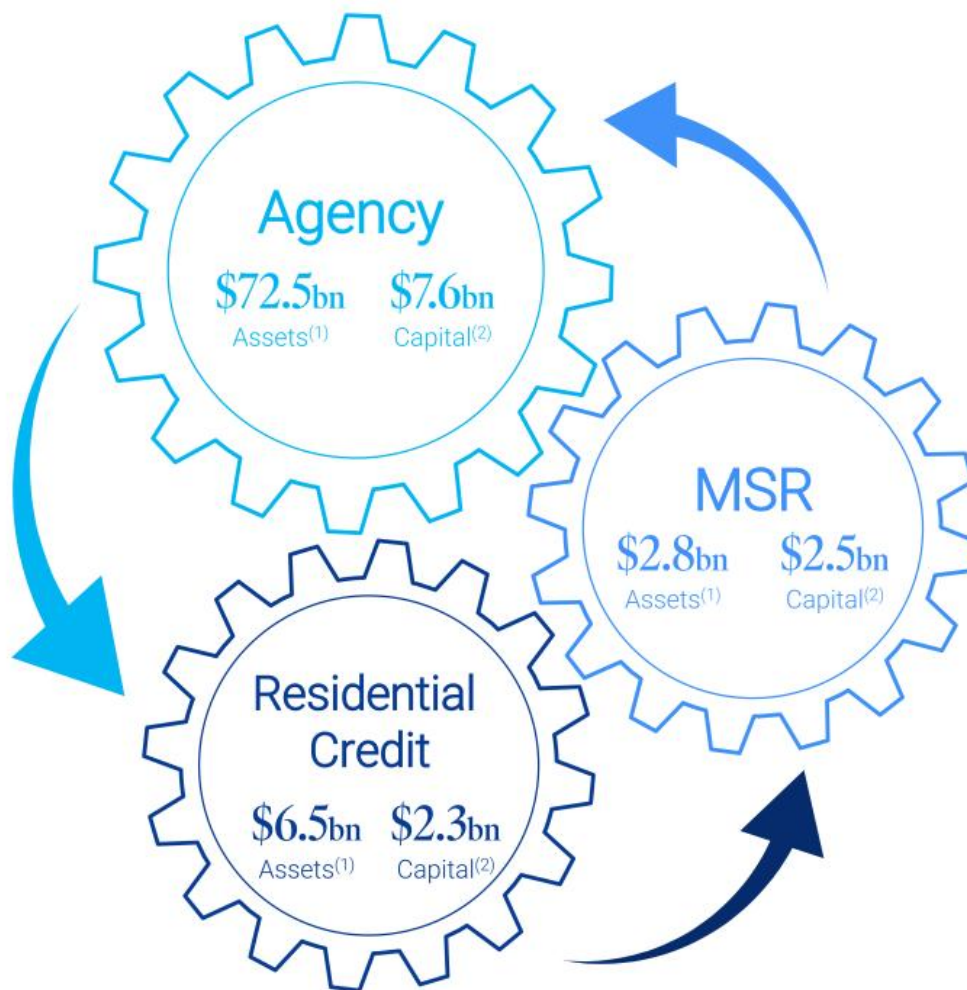 Agency
$72.5bn $7.6bn
Assets(1) Capital(2)
MSR
$2.8bn $2.5bn
Assets(1) Capital(2)
Residential
Credit
$6.5bn $2.3bn
Assets(1) Capital(2)